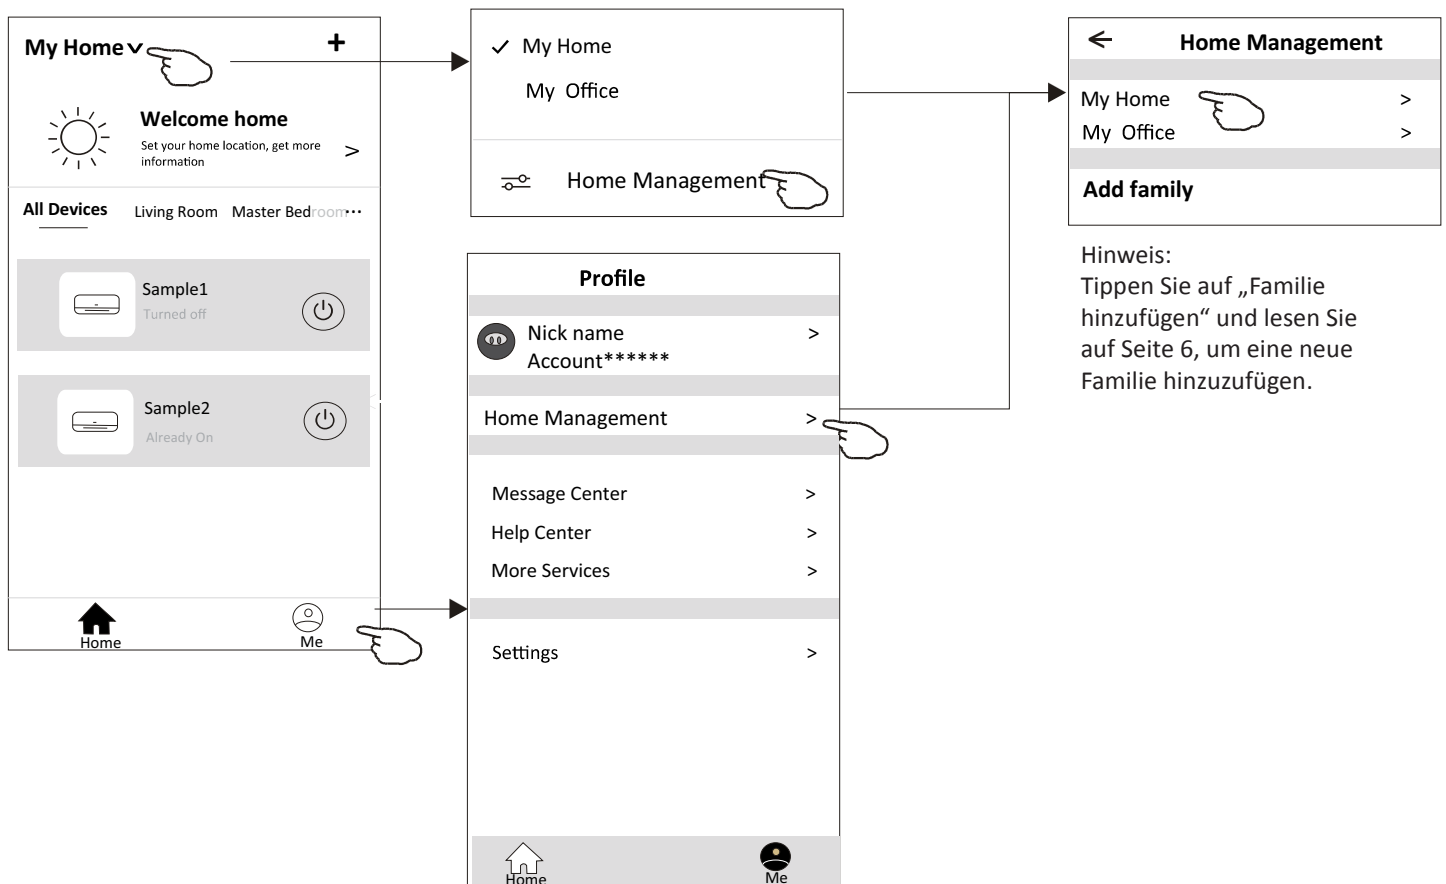 My Home
+
Welcome home
Set your home location, get more
information
>
All Devices
Living Room
Master Bedroom
...
Sample1
Turned off
Sample2
Already On
Home
Me
✓ My Home
My Office
Home Management
Profile
Nick name
>
Account******
Home Management
>
Message Center
>
Help Center
>
More Services
>
Settings
>
Home
Me
Home Management
My Home
>
My Office
>
Add family
Hinweis:
Tippen Sie auf „Familie
hinzufügen“ und lesen Sie
auf Seite 6, um eine neue
Familie hinzuzufügen.